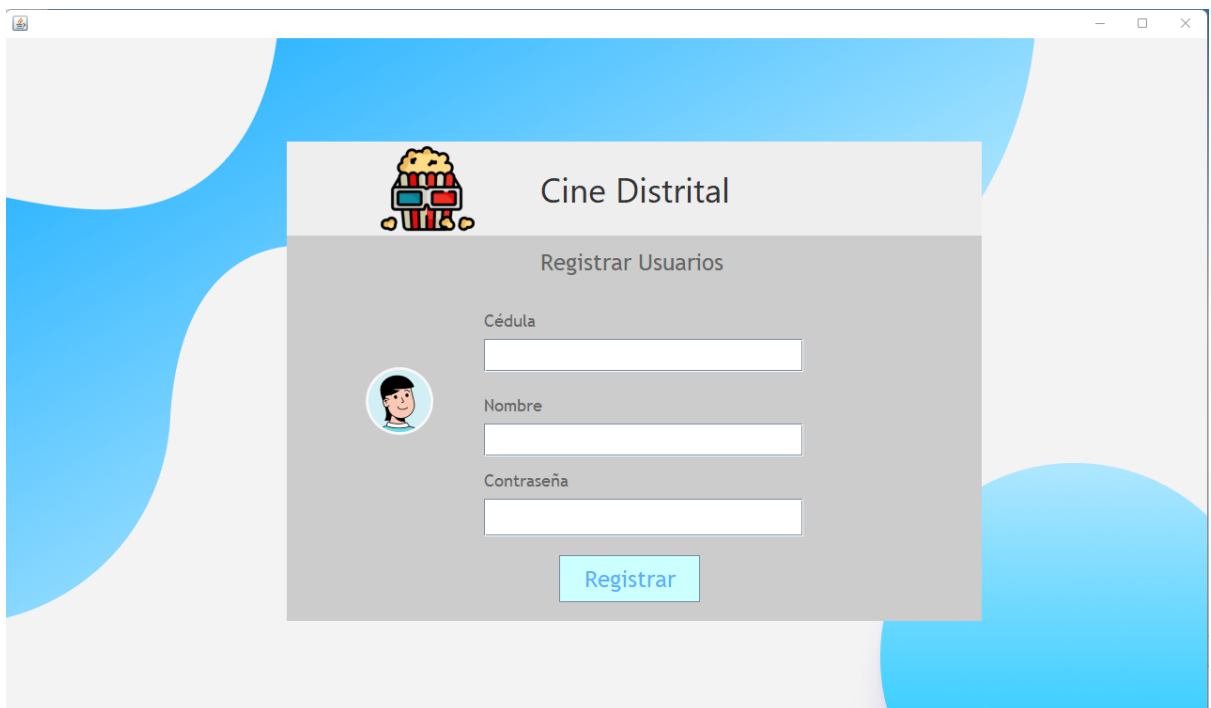 Cine Distrital
Registrar Usuarios
Cédula
Nombre
Contraseña
Registrar